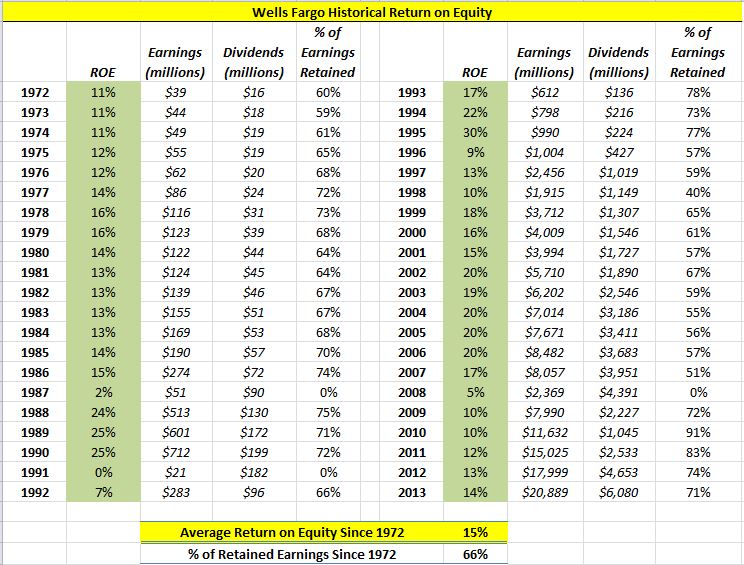 Wells Fargo Historical Return on Equity
% of % of
Earnings Dividends Earnings Earnings Dividends Earnings
ROE (millions) (millions) Retained ROE (millions) (millions) Retained
1972 11% $39 $16 60% 1993 17% $612 $136 78%
1973 11% $44 $18 59% 1994 22% $798 $216 73%
1974 11% $49 $19 61% 1995 30% $990 $224 77%
1975 12% $55 $19 65% 1996 9% $1,004 $427 57%
1976 12% $62 $20 68% 1997 13% $2,456 $1,019 59%
1977 14% $86 $24 72% 1998 10% $1,915 $1,149 40%
1978 16% $116 $31 73% 1999 18% $3,712 $1,307 65%
1979 16% $123 $39 68% 2000 16% $4,009 $1,546 61%
1980 14% $122 $44 64% 2001 15% $3,994 $1,727 57%
1981 13% $124 $45 64% 2002 20% $5,710 $1,890 67%
1982 13% $139 $46 67% 2003 19% $6,202 $2,546 59%
1983 13% $155 $51 67% 2004 20% $7,014 $3,186 55%
1984 13% $169 $53 68% 2005 20% $7,671 $3,411 56%
1985 14% $190 $57 70% 2006 20% $8,482 $3,683 57%
1986 15% $274 $72 74% 2007 17% $8,057 $3,951 51%
1987 2% $51 $90 0% 2008 5% $2,369 $4,391 0%
1988 24% $513 $130 75% 2009 10% $7,990 $2,227 72%
1989 25% $601 $172 71% 2010 10% $11,632 $1,045 91%
1990 25% $712 $199 72% 2011 12% $15,025 $2,533 83%
1991 0% $21 $182 0% 2012 13% $17,999 $4,653 74%
1992 7% $283 $96 66% 2013 14% $20,889 $6,080 71%
Average Return on Equity Since 1972 15%
% of Retained Earnings Since 1972 66%